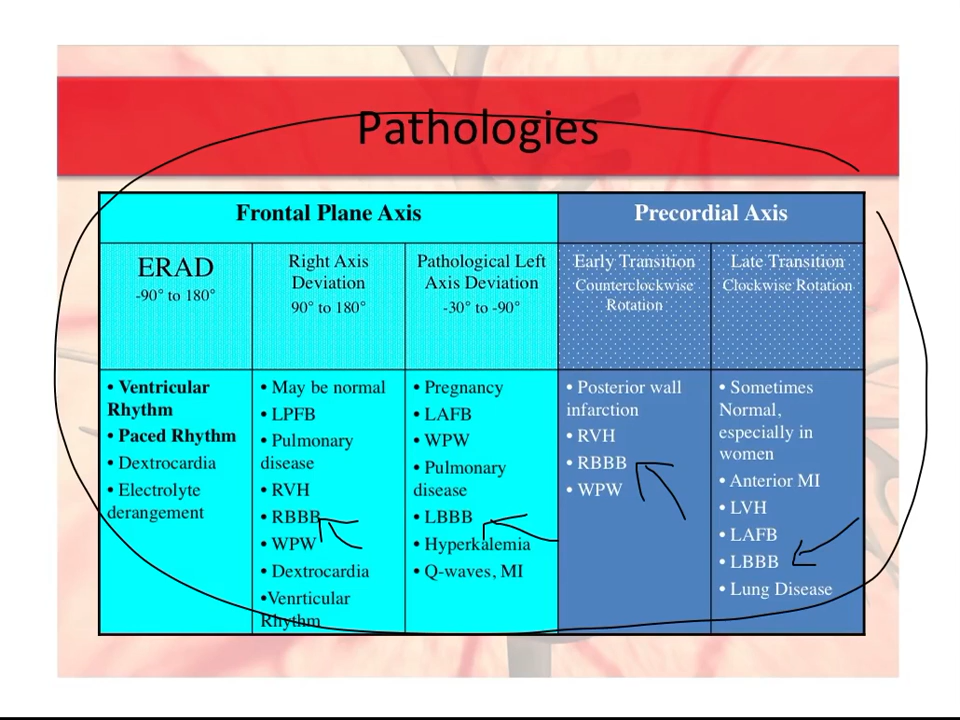 Pathologies
Frontal Plane Axis
Precordial Axis
ERAD
-90° to 180°
Right Axis
Deviation
90° to 180°
Pathological Left
Axis Deviation
-30° to -90°
Early Transition
Counterclockwise
Rotation
Late Transition
Clockwise Rotation
• Ventricular
Rhythm
• Paced Rhythm
• Dextrocardia
• Electrolyte
derangement
• May be normal
• LPFB
• Pulmonary
disease
• RVH
• RBBB
• WPW
• Dextrocardia
•Venrticular
Rhythm
• Pregnancy
• LAFB
• WPW
• Pulmonary
disease
• LBBB
• Hyperkalemia
• Q-waves, MI
• Posterior wall
infarction
• RVH
• RBBB
• WPW
• Sometimes
Normal,
especially in
women
• Anterior MI
• LVH
• LAFB
• LBBB
• Lung Disease